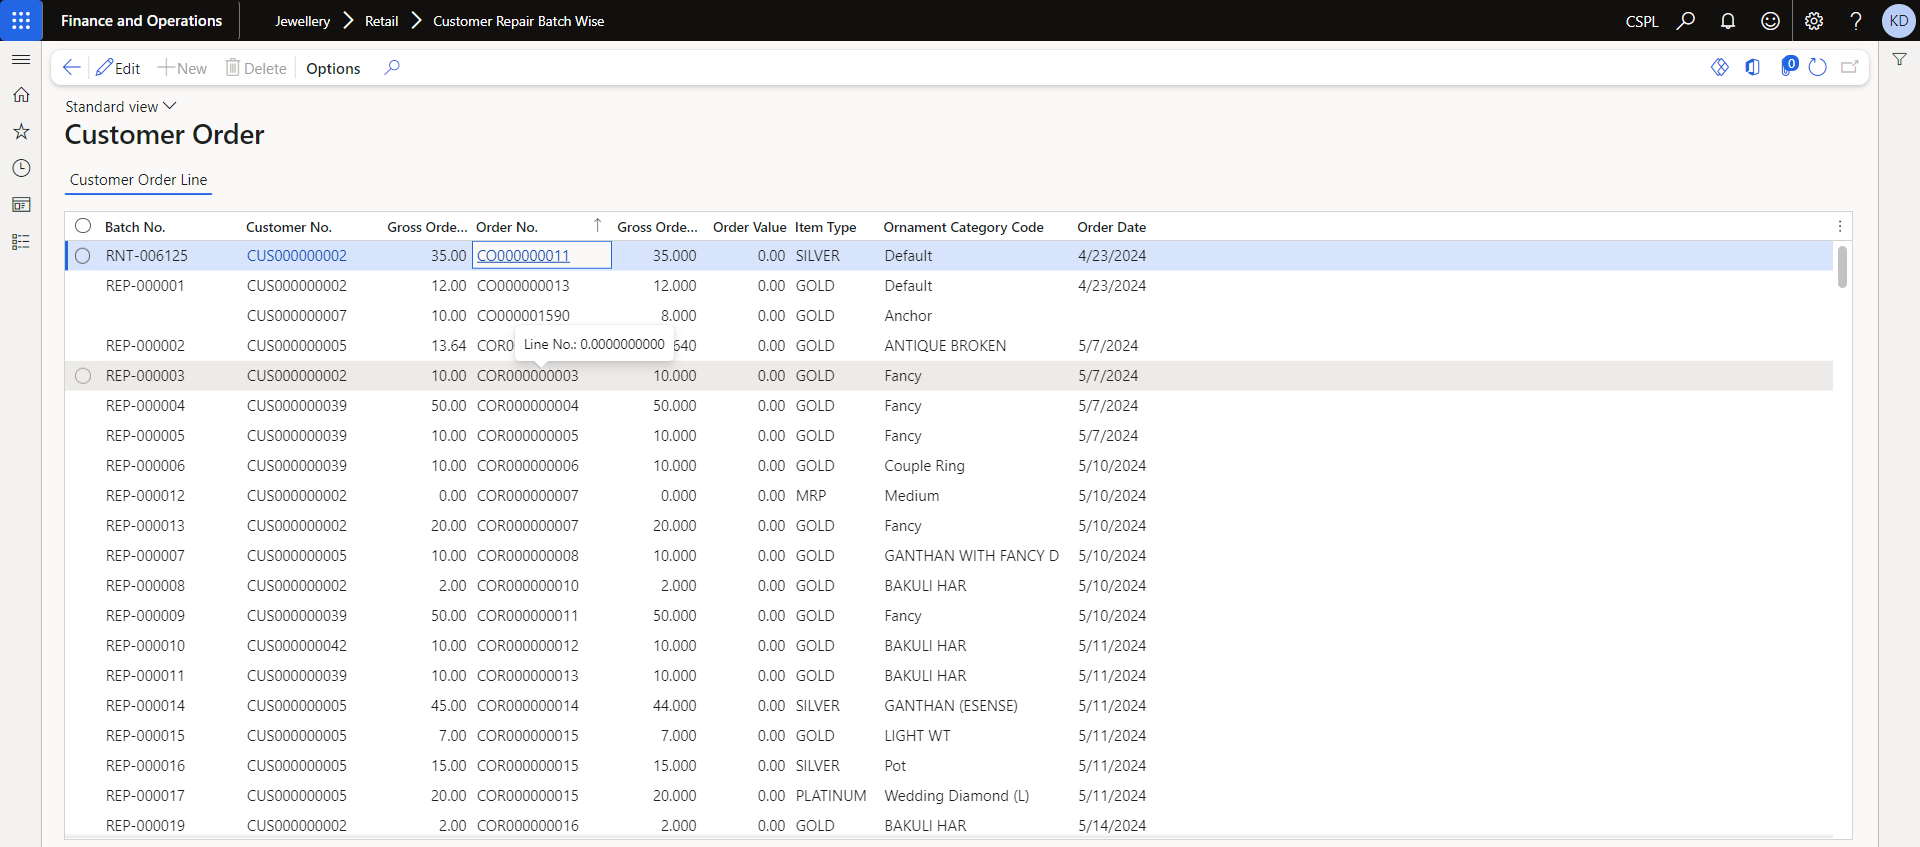 Finance and Operations Jewellery Retail Customer Repair Batch Wise CSPL ? KD
Edit New Delete Options 0
Standard view
Customer Order
Customer Order Line
Batch No. Customer No. Gross Orde... Order No. Gross Orde... Order Value Item Type Ornament Category Code Order Date
RNT-006125 CUS000000002 35.00 CO000000011 35.000 0.00 SILVER Default 4/23/2024
REP-000001 CUS000000002 12.00 CO000000013 12.000 0.00 GOLD Default 4/23/2024
CUS000000007 10.00 CO000001590 8.000 0.00 GOLD Anchor
REP-000002 CUS000000005 13.64 COR0 640 0.00 GOLD ANTIQUE BROKEN 5/7/2024
Line No.: 0.0000000000
REP-000003 CUS000000002 10.00 COR000000003 10.000 0.00 GOLD Fancy 5/7/2024
REP-000004 CUS000000039 50.00 COR000000004 50.000 0.00 GOLD Fancy 5/7/2024
REP-000005 CUS000000039 10.00 COR000000005 10.000 0.00 GOLD Fancy 5/7/2024
REP-000006 CUS000000039 10.00 COR000000006 10.000 0.00 GOLD Couple Ring 5/10/2024
REP-000012 CUS000000002 0.00 COR000000007 0.000 0.00 MRP Medium 5/10/2024
REP-000013 CUS000000002 20.00 COR000000007 20.000 0.00 GOLD Fancy 5/10/2024
REP-000007 CUS000000005 10.00 COR000000008 10.000 0.00 GOLD GANTHAN WITH FANCY D 5/10/2024
REP-000008 CUS000000002 2.00 COR000000010 2.000 0.00 GOLD BAKULI HAR 5/10/2024
REP-000009 CUS000000039 50.00 COR000000011 50.000 0.00 GOLD Fancy 5/10/2024
REP-000010 CUS000000042 10.00 COR000000012 10.000 0.00 GOLD BAKULI HAR 5/11/2024
REP-000011 CUS000000039 10.00 COR000000013 10.000 0.00 GOLD BAKULI HAR 5/11/2024
REP-000014 CUS000000005 45.00 COR000000014 44.000 0.00 SILVER GANTHAN (ESENSE) 5/11/2024
REP-000015 CUS000000005 7.00 COR000000015 7.000 0.00 GOLD LIGHT WT 5/11/2024
REP-000016 CUS000000005 15.00 COR000000015 15.000 0.00 SILVER Pot 5/11/2024
REP-000017 CUS000000005 20.00 COR000000015 20.000 0.00 PLATINUM Wedding Diamond (L) 5/11/2024
REP-000019 CUS000000002 2.00 COR000000016 2.000 0.00 GOLD BAKULI HAR 5/14/2024